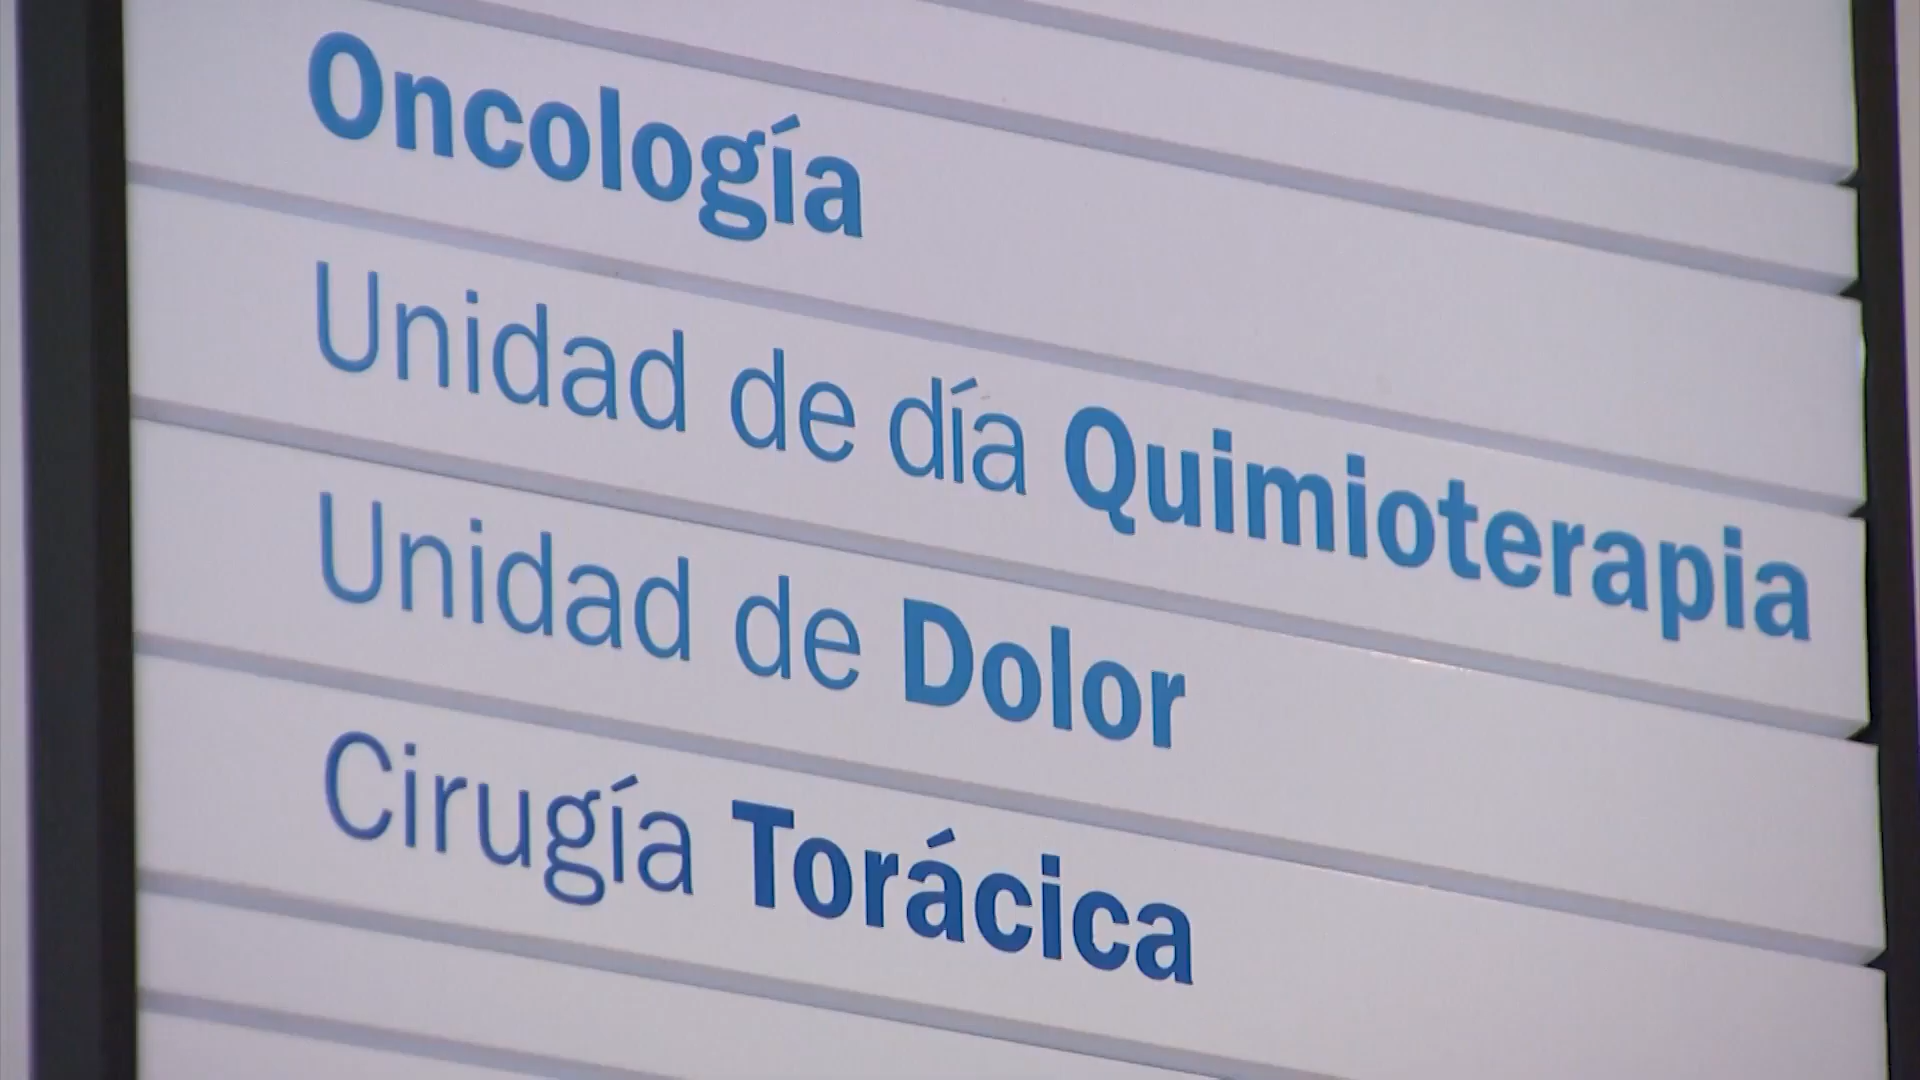 Oncología
Unidad de día Quimioterapia
Unidad de Dolor
Cirugía Torácica